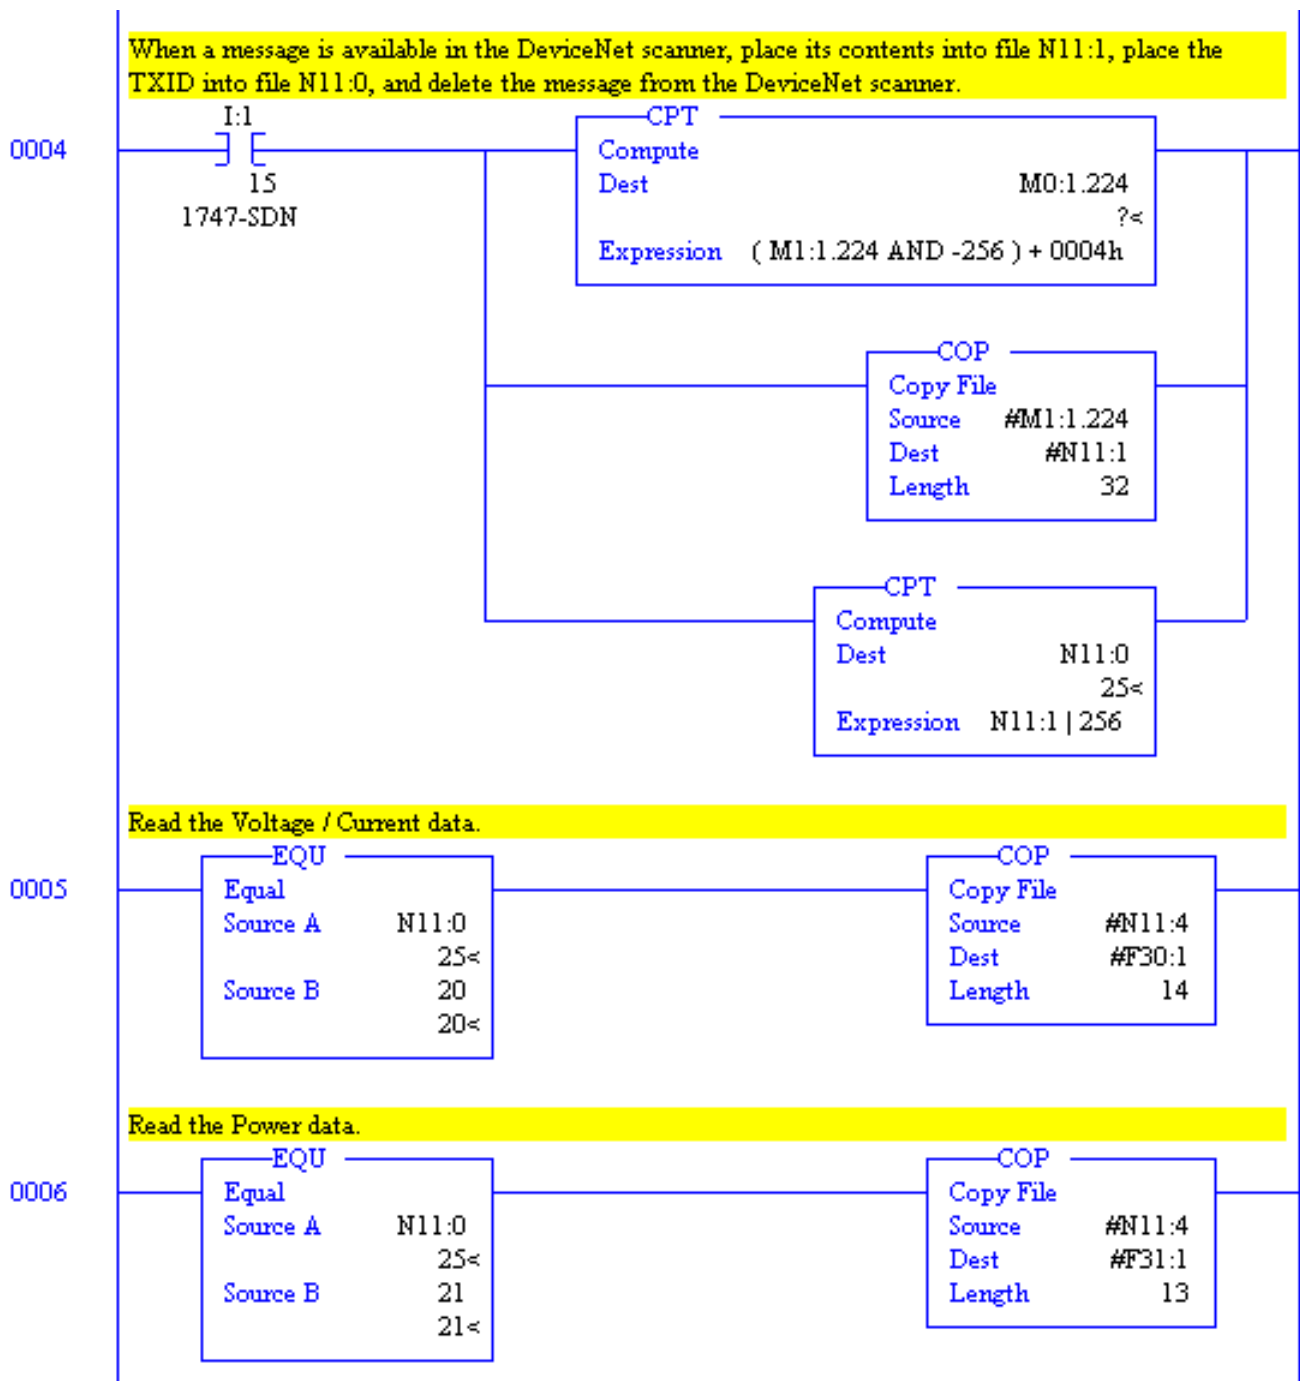 When a message is available in the DeviceNet scanner, place its contents into file N11:1, place the
TXID into file N11:0, and delete the message from the DeviceNet scanner.
0004
I:1
15
1747-SDN
CPT
Compute
Dest M0:1.224
?<
Expression ( M1:1.224 AND -256 ) + 0004h
COP
Copy File
Source #M1:1.224
Dest #N11:1
Length 32
CPT
Compute
Dest N11:0
25<
Expression N11:1 | 256
Read the Voltage / Current data.
0005
EQU
Equal
Source A N11:0
25<
Source B 20
20<
COP
Copy File
Source #N11:4
Dest #F30:1
Length 14
Read the Power data.
0006
EQU
Equal
Source A N11:0
25<
Source B 21
21<
COP
Copy File
Source #N11:4
Dest #F31:1
Length 13